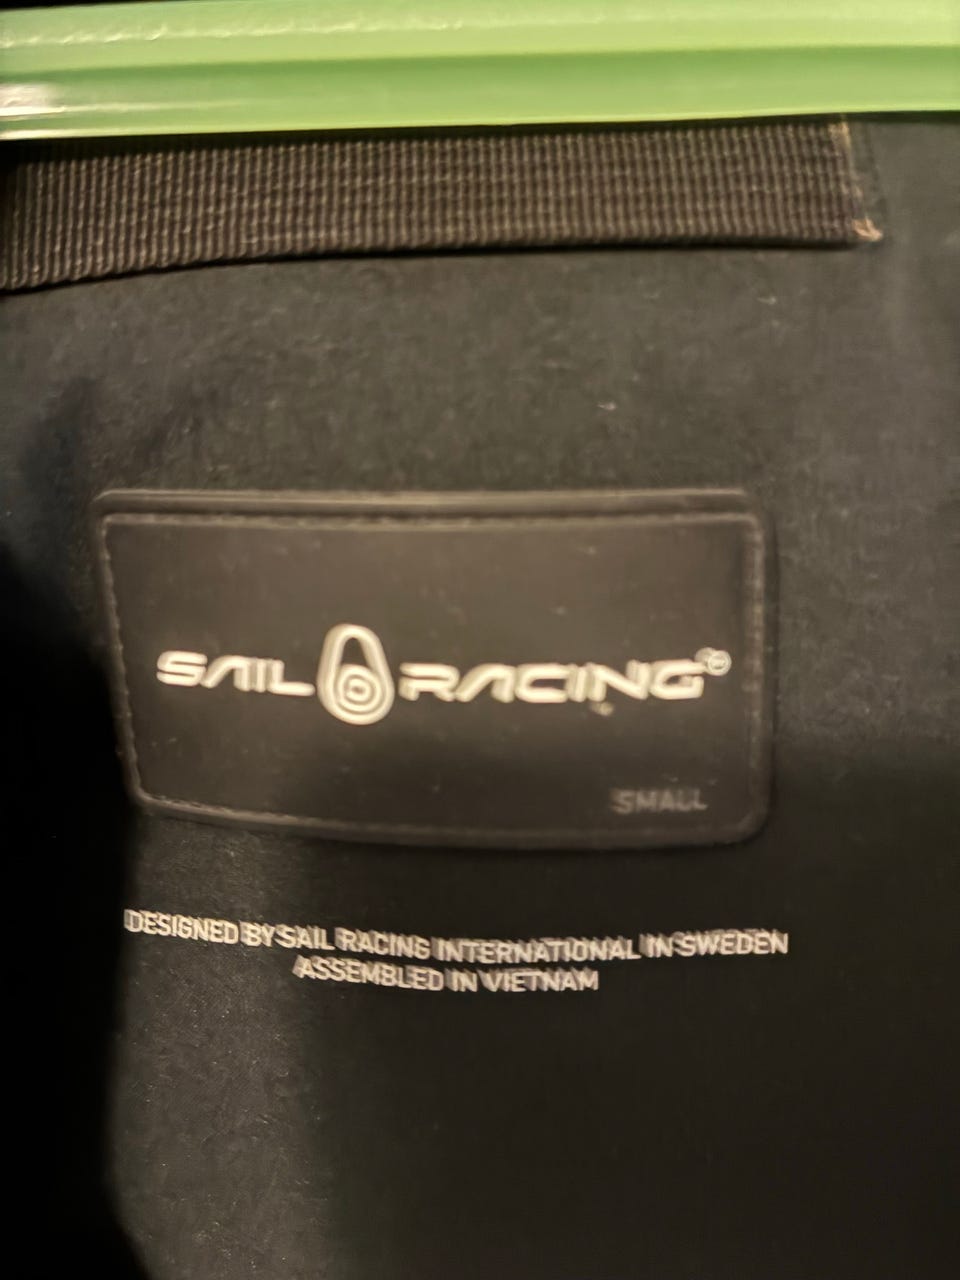 SAIL RACING
SMALL
DESIGNED BY SAIL RACING INTERNATIONAL IN SWEDEN
ASSEMBLED IN VIETNAM